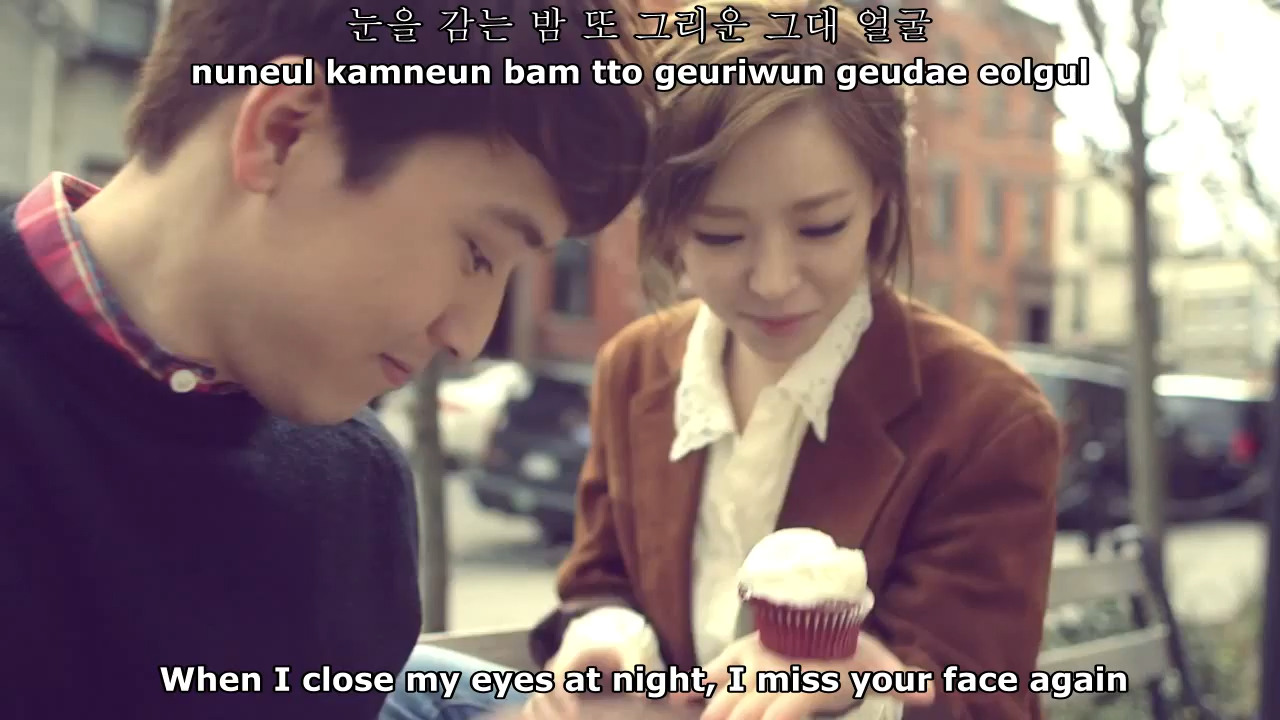 눈을 감는 밤 또 그리운 그대 얼굴
nuneul kamneun bam tto geuriwun geudae eolgul
When I close my eyes at night, I miss your face again